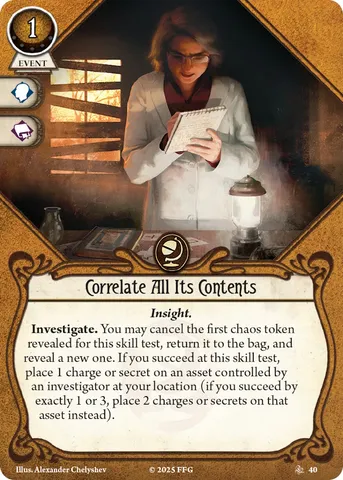 1
EVENT
Correlate All Its Contents
Insight.
Investigate. You may cancel the first chaos token
revealed for this skill test, return it to the bag, and
reveal a new one. If you succeed at this skill test,
place 1 charge or secret on an asset controlled by
an investigator at your location (if you succeed by
exactly 1 or 3, place 2 charges or secrets on that
asset instead).
Illus. Alexander Chelyshev
© 2025 FFG
40